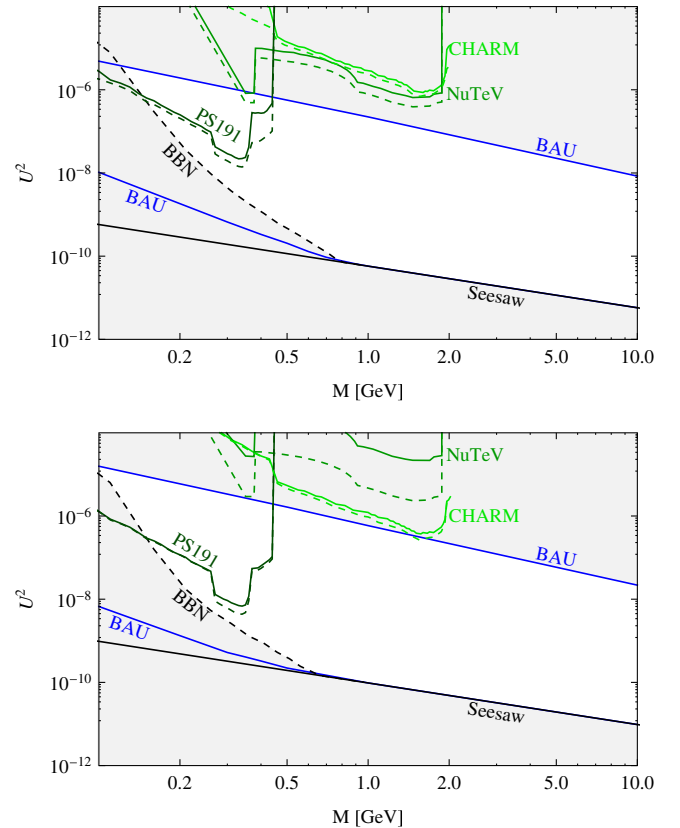 CHARM
10⁻⁶
NuTeV
PS191
BAU
BBN
U²
10⁻⁸
BAU
10⁻¹⁰
Seesaw
10⁻¹²
0.2
0.5
1.0
2.0
5.0
10.0
M [GeV]
NuTeV
10⁻⁶
CHARM
PS191
BAU
U²
10⁻⁸
BBN
BAU
10⁻¹⁰
Seesaw
10⁻¹²
0.2
0.5
1.0
2.0
5.0
10.0
M [GeV]